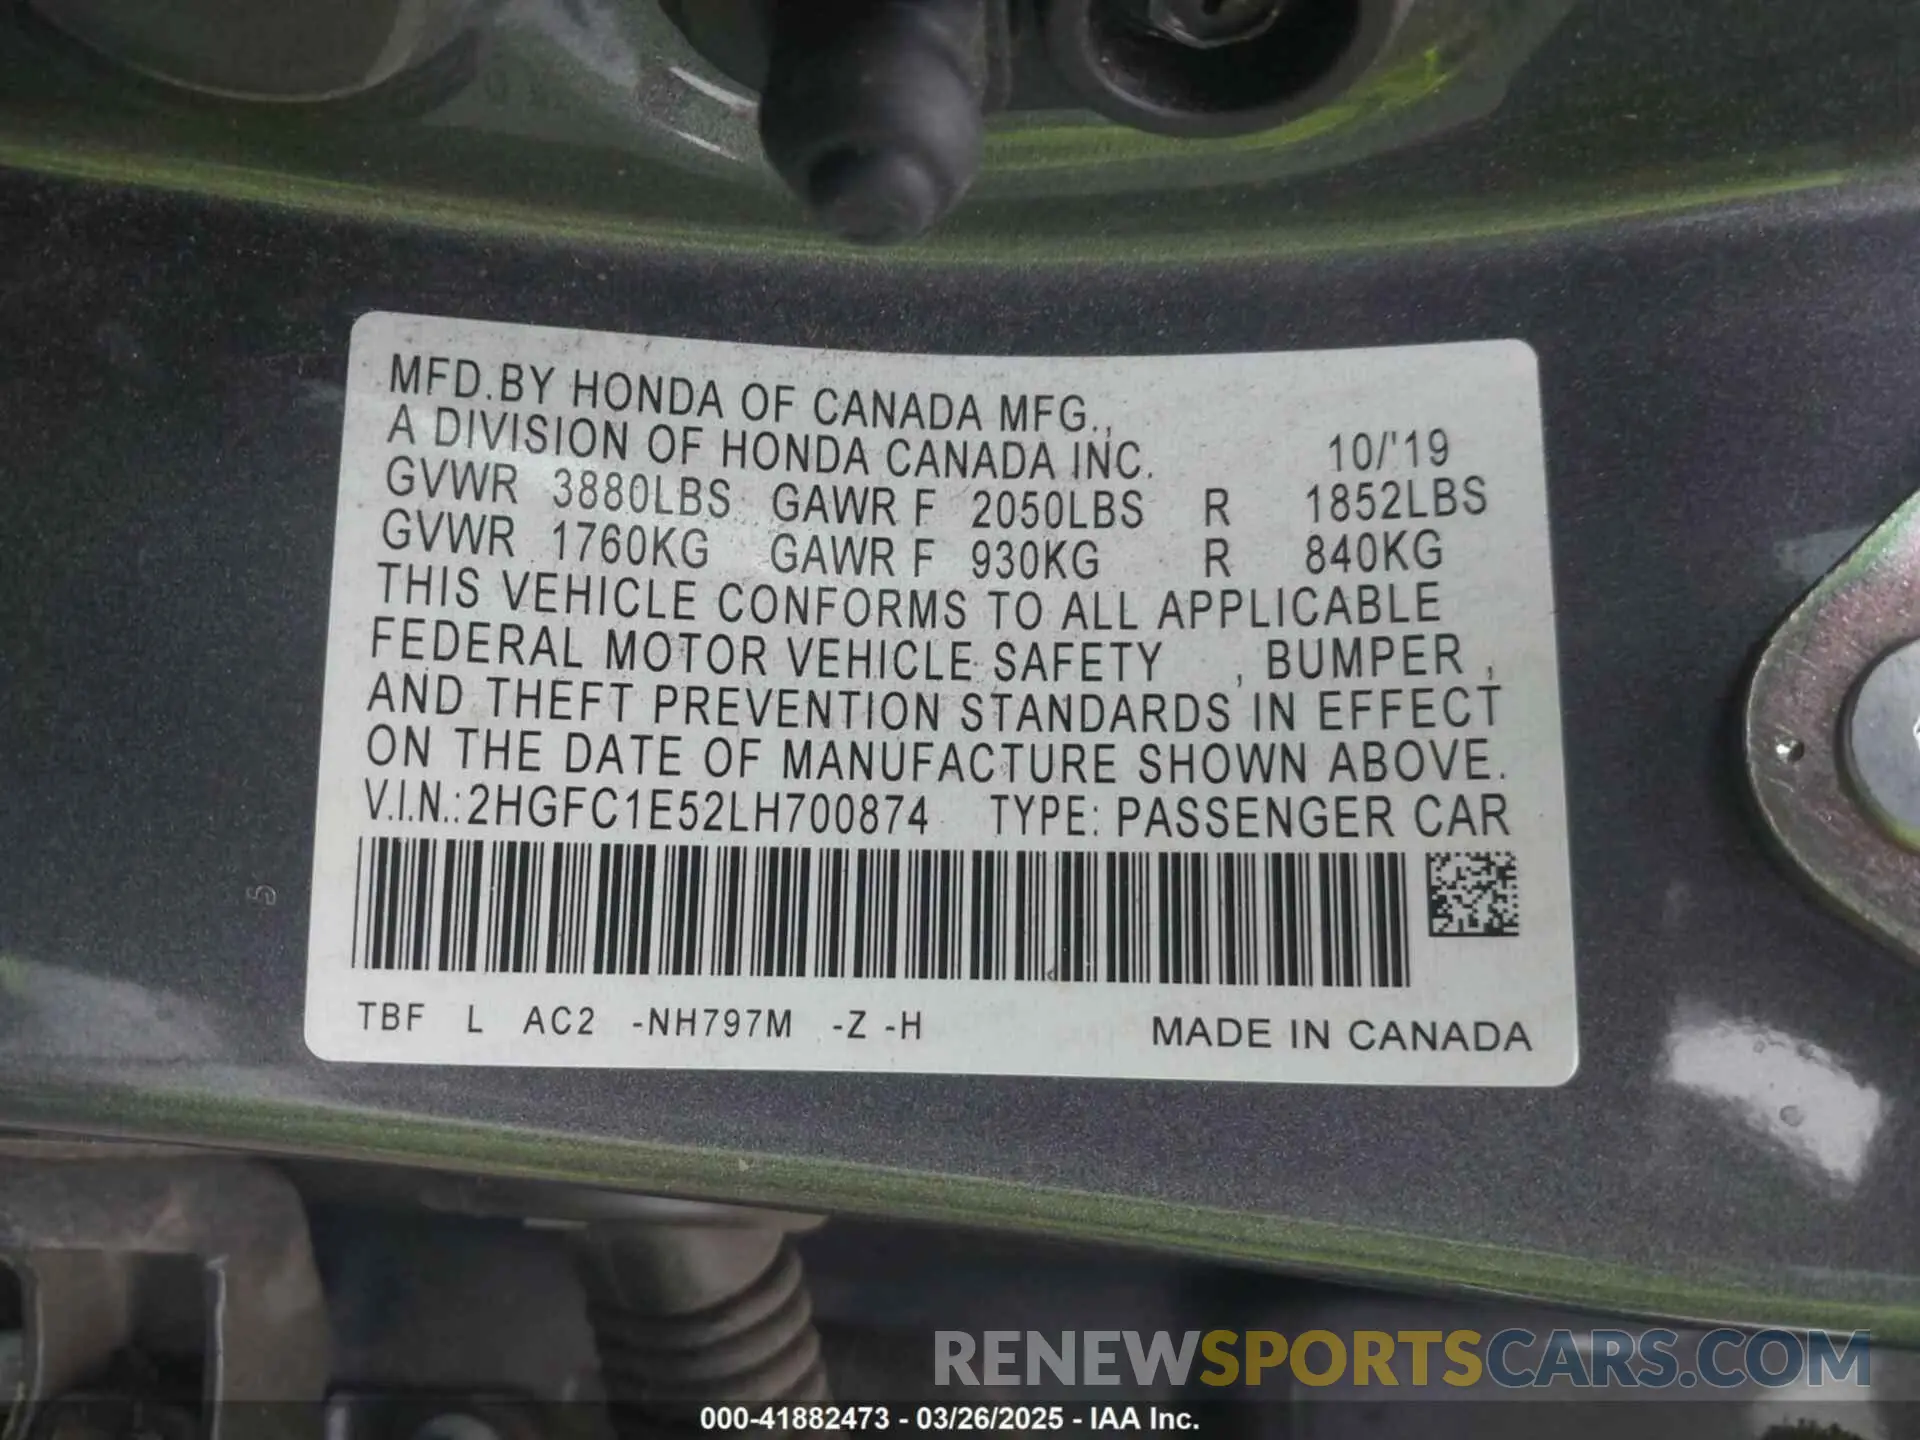 MFD.BY HONDA OF CANADA MFG.,
A DIVISION OF HONDA CANADA INC. 10/'19
GVWR 3880LBS GAWR F 2050LBS R 1852LBS
GVWR 1760KG GAWR F 930KG R 840KG
THIS VEHICLE CONFORMS TO ALL APPLICABLE
FEDERAL MOTOR VEHICLE SAFETY , BUMPER ,
AND THEFT PREVENTION STANDARDS IN EFFECT
ON THE DATE OF MANUFACTURE SHOWN ABOVE.
V.I.N.:2HGFC1E52LH700874 TYPE: PASSENGER CAR
TBF L AC2 -NH797M -Z -H MADE IN CANADA
5
RENEWSPORTSCARS.COM
000-41882473 - 03/26/2025 - IAA Inc.